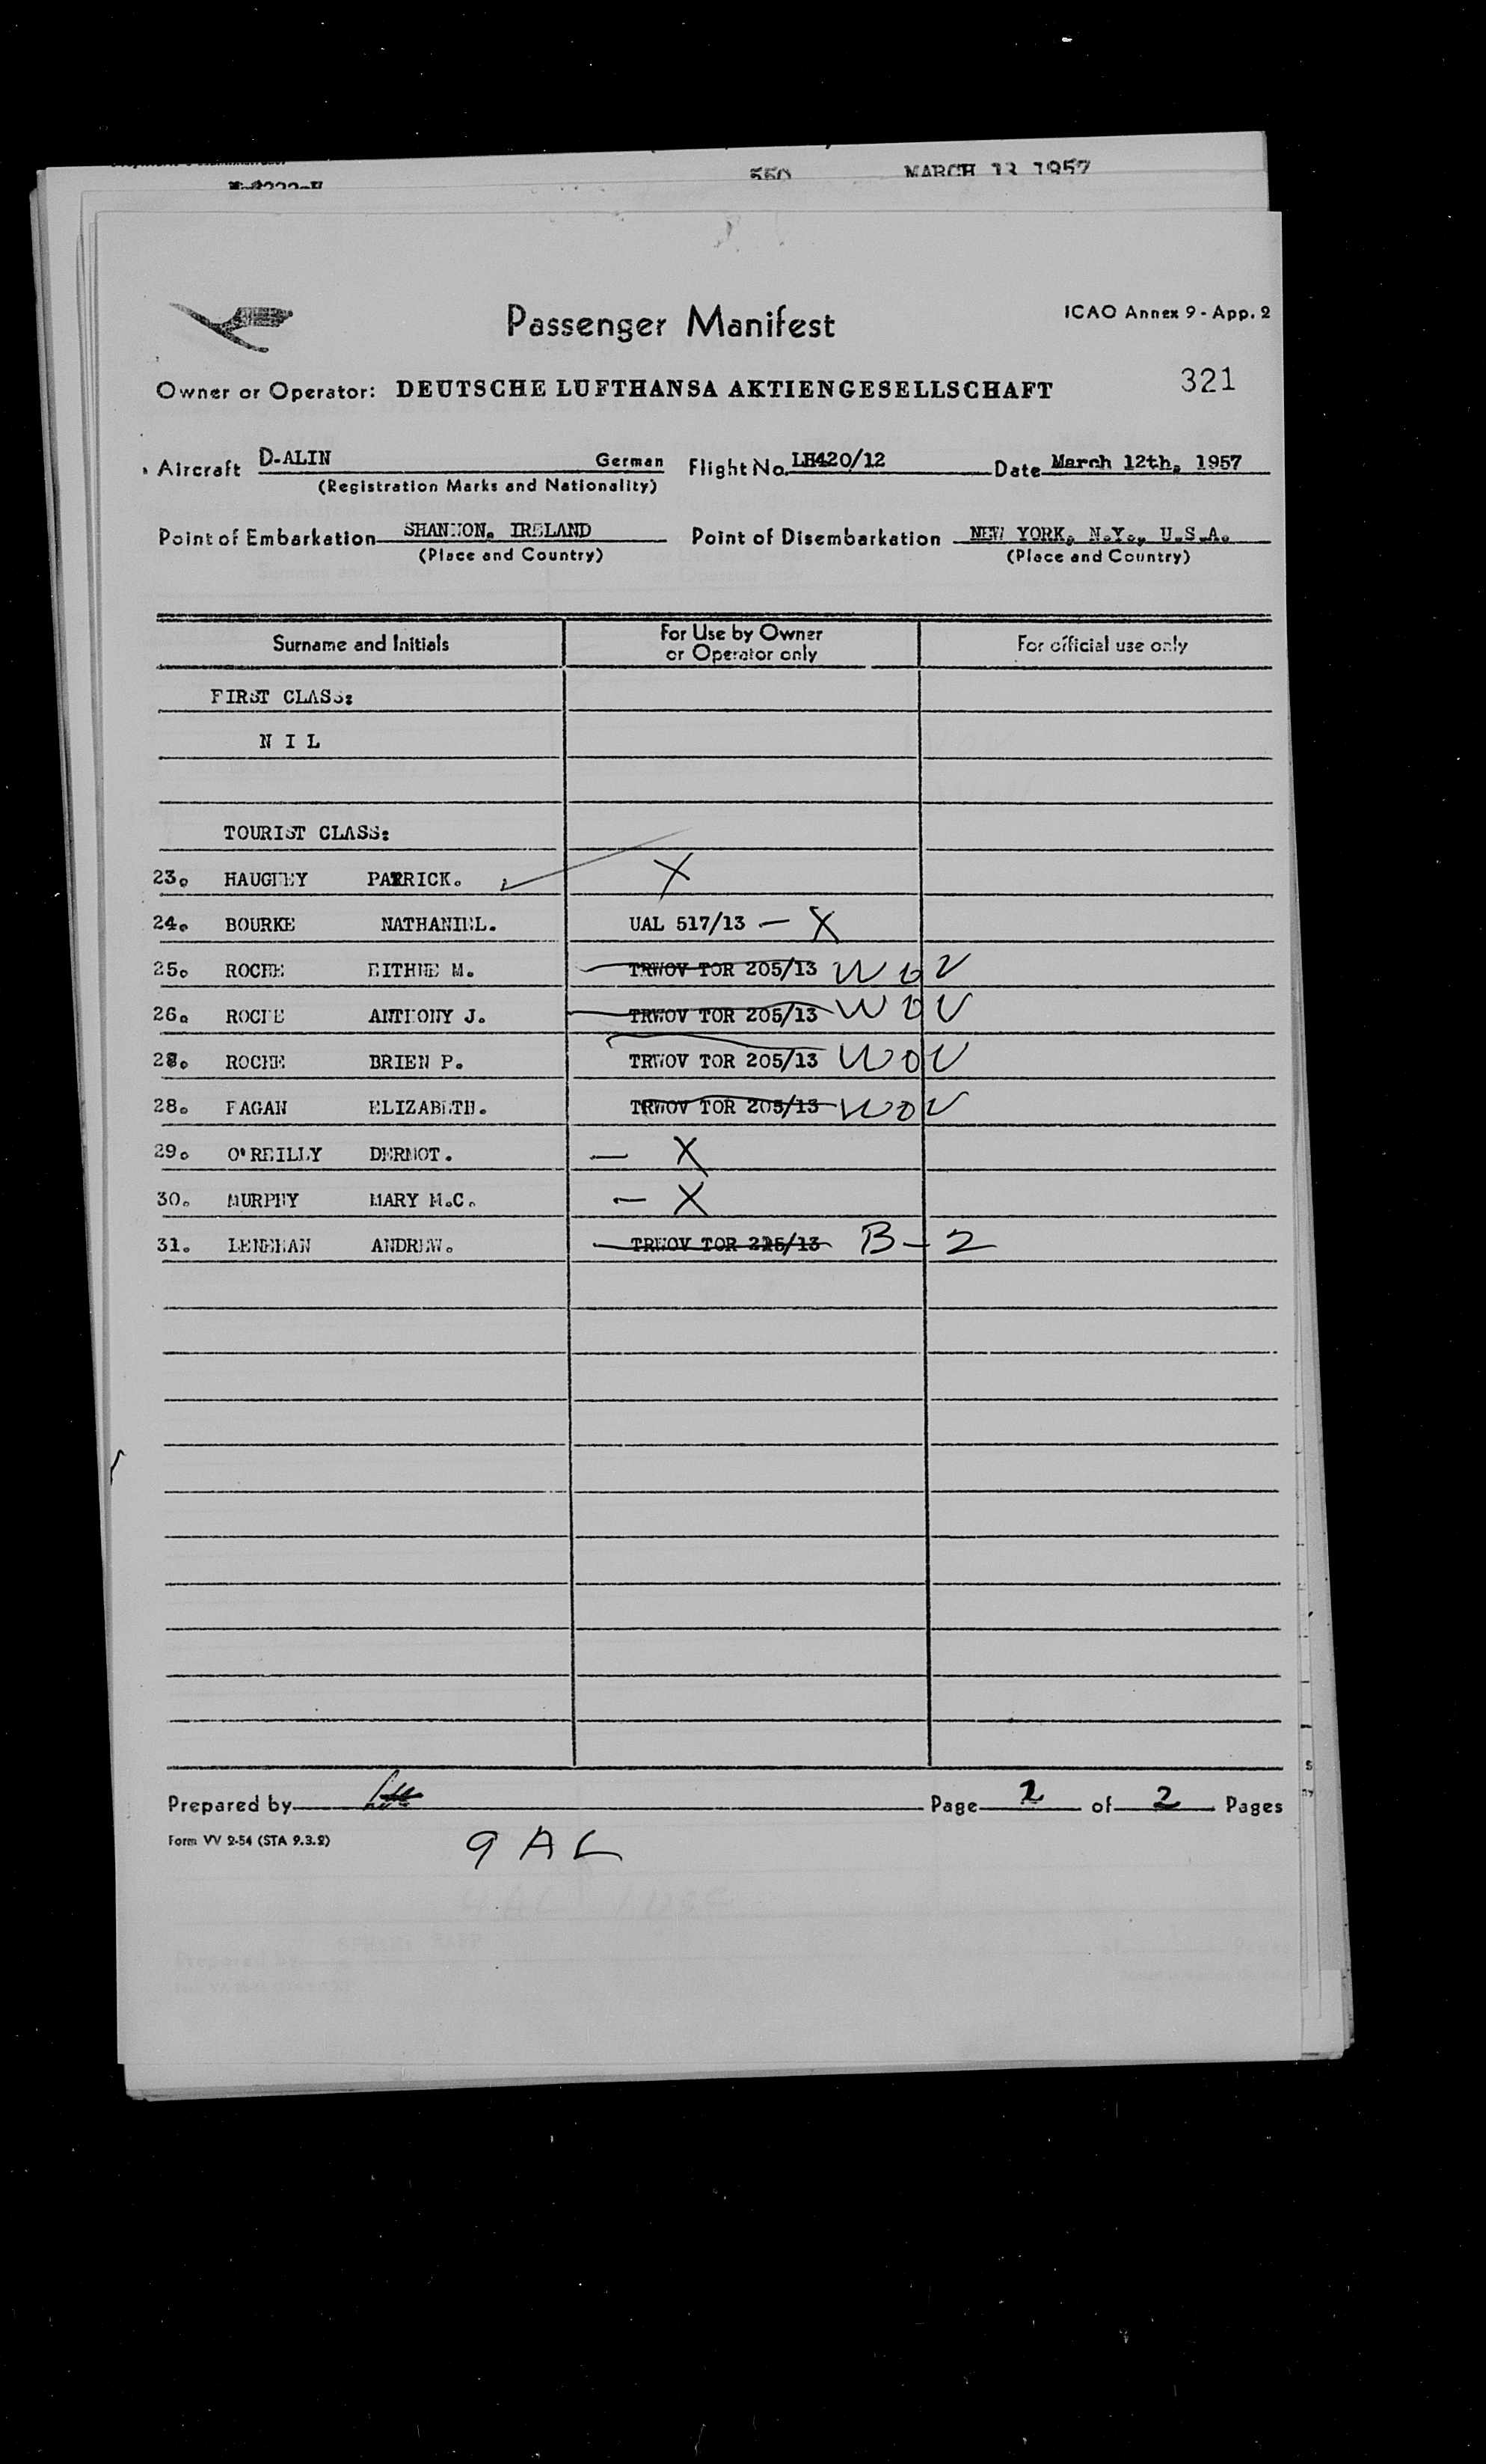 550 MARCH 13 1957
Passenger Manifest
ICAO Annex 9 - App. 2
Owner or Operator: DEUTSCHE LUFTHANSA AKTIENGESELLSCHAFT
321
Aircraft D-ALIN German Flight No. LH420/12 Date March 12th, 1957
(Registration Marks and Nationality)
Point of Embarkation SHANNON. IRELAND Point of Disembarkation NEW YORK, N.Y., U.S.A.
(Place and Country) (Place and Country)
Surname and Initials For Use by Owner or Operator only For official use only
FIRST CLASS:
N I L
TOURIST CLASS:
23. HAUGHEY PATRICK. X
24. BOURKE NATHANIEL. UAL 517/13 — X
25. ROCHE EITHNE M. TRWOV TOR 205/13 WOV
26. ROCHE ANTHONY J. TRWOV TOR 205/13 WOV
28. ROCHE BRIEN P. TRWOV TOR 205/13 WOV
28. FAGAN ELIZABETH. TRWOV TOR 205/13 WOV
29. O'REILLY DERMOT. — X
30. MURPHY MARY M.C. — X
31. LENEHAN ANDREW. TRWOV TOR 225/13 B-2
Prepared by Page 2 of 2 Pages
Form VV 2-54 (STA 9.3.2)
9 A L